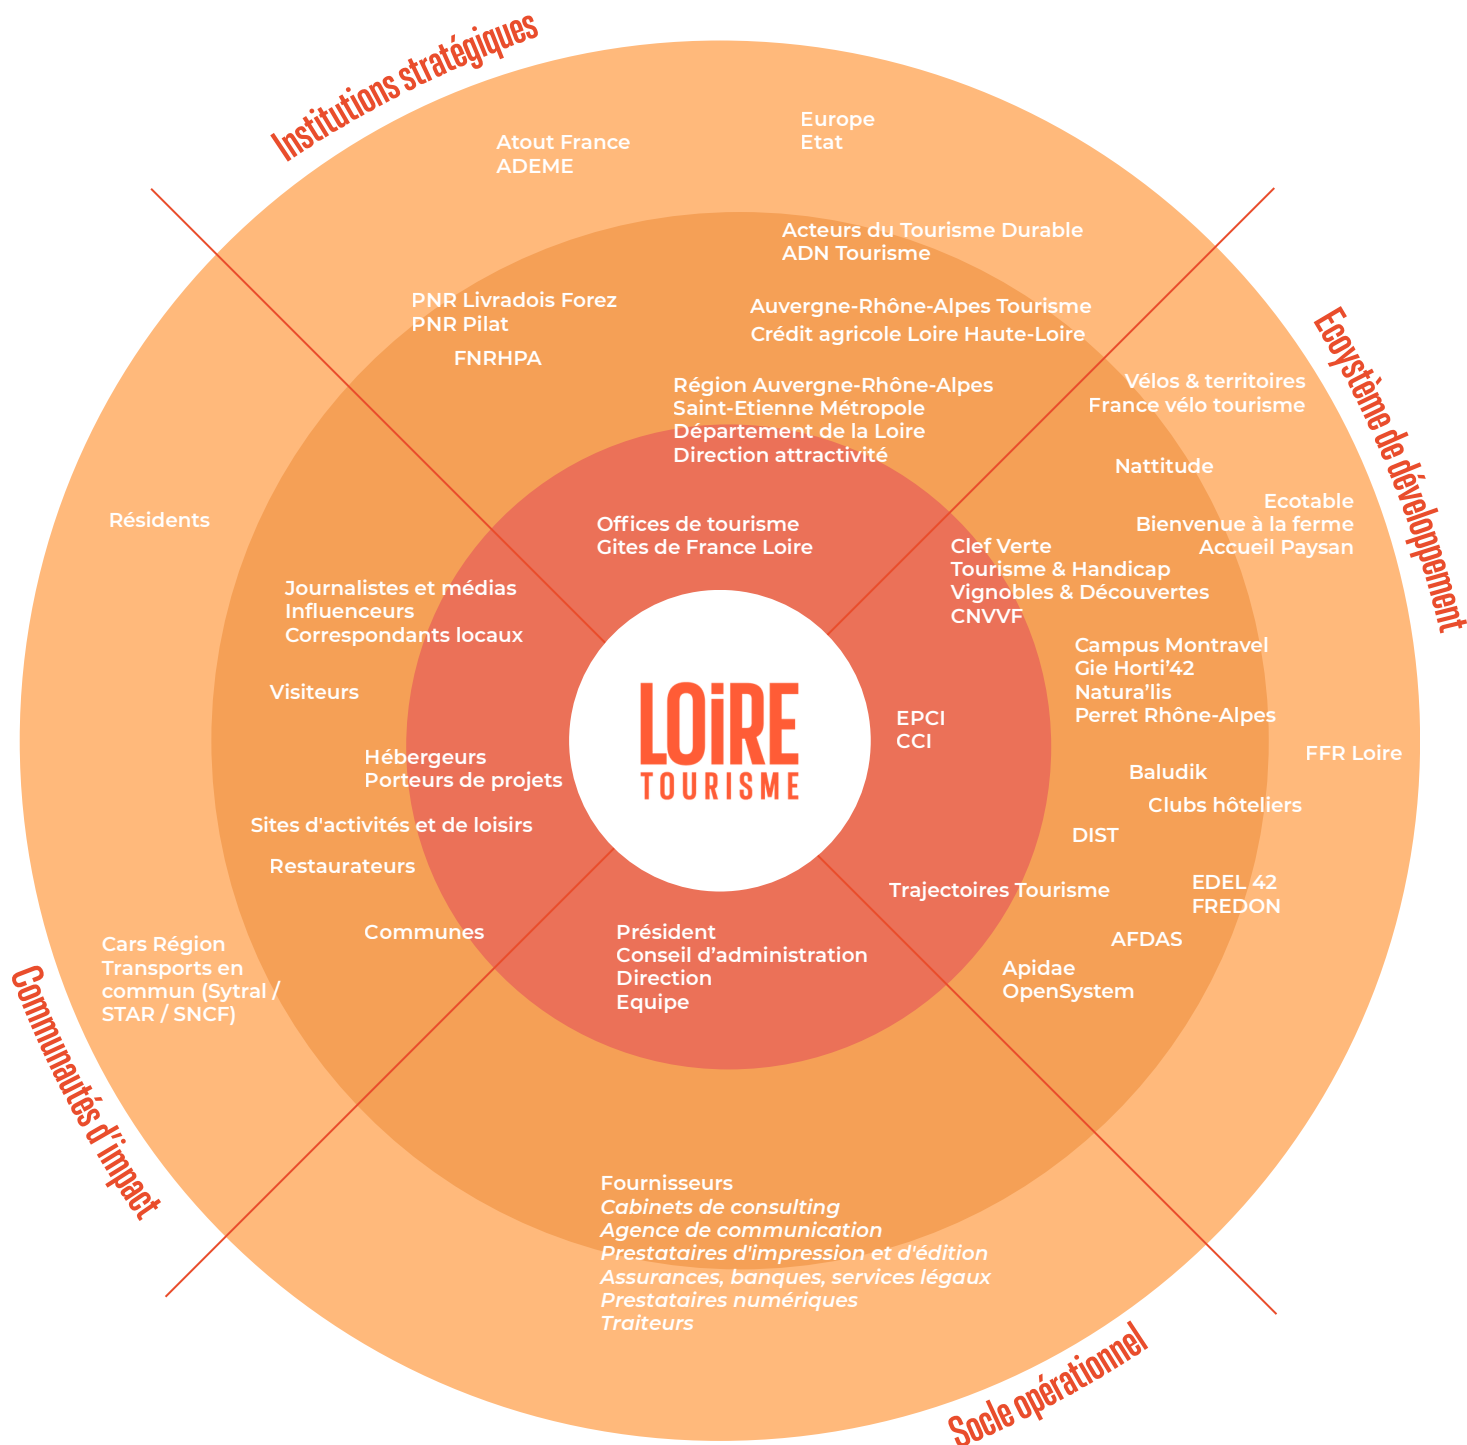 Institutions stratégiques
Europe
Etat
Atout France
ADEME
Acteurs du Tourisme Durable
ADN Tourisme
PNR Livradois Forez
PNR Pilat
FNRHPA
Auvergne-Rhône-Alpes Tourisme
Crédit agricole Loire Haute-Loire
Région Auvergne-Rhône-Alpes
Saint-Etienne Métropole
Département de la Loire
Direction attractivité
Offices de tourisme
Gites de France Loire
Ecoystème de développement
Vélos & territoires
France vélo tourisme
Nattitude
Ecotable
Bienvenue à la ferme
Accueil Paysan
Clef Verte
Tourisme & Handicap
Vignobles & Découvertes
CNVVF
Campus Montravel
Gie Horti’42
Natura’lis
Perret Rhône-Alpes
EPCI
CCI
FFR Loire
Baludik
Clubs hôteliers
DIST
EDEL 42
FREDON
Trajectoires Tourisme
AFDAS
Apidae
OpenSystem
LOiRE
TOURISME
Résidents
Journalistes et médias
Influenceurs
Correspondants locaux
Visiteurs
Hébergeurs
Porteurs de projets
Sites d'activités et de loisirs
Restaurateurs
Communes
Cars Région
Transports en
commun (Sytral /
STAR / SNCF)
Communautés d'impact
Président
Conseil d’administration
Direction
Equipe
Fournisseurs
Cabinets de consulting
Agence de communication
Prestataires d'impression et d'édition
Assurances, banques, services légaux
Prestataires numériques
Traiteurs
Socle opérationnel